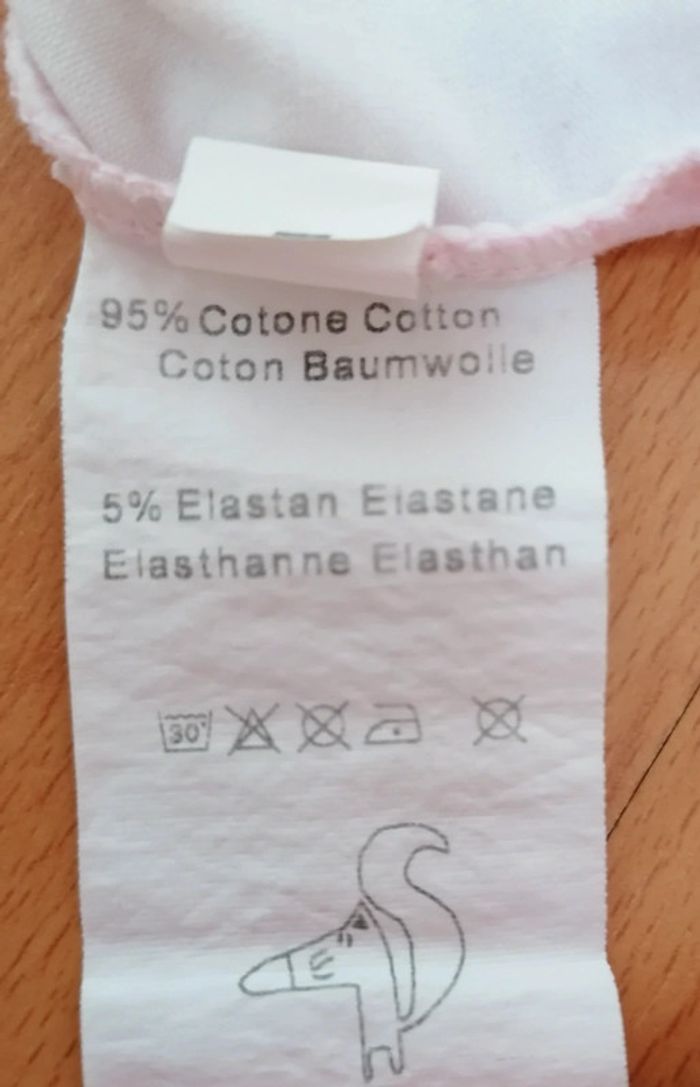 95% Cotone Cotton
Coton Baumwolle
5% Elastan Elastane
Elasthanne Elasthan
30°